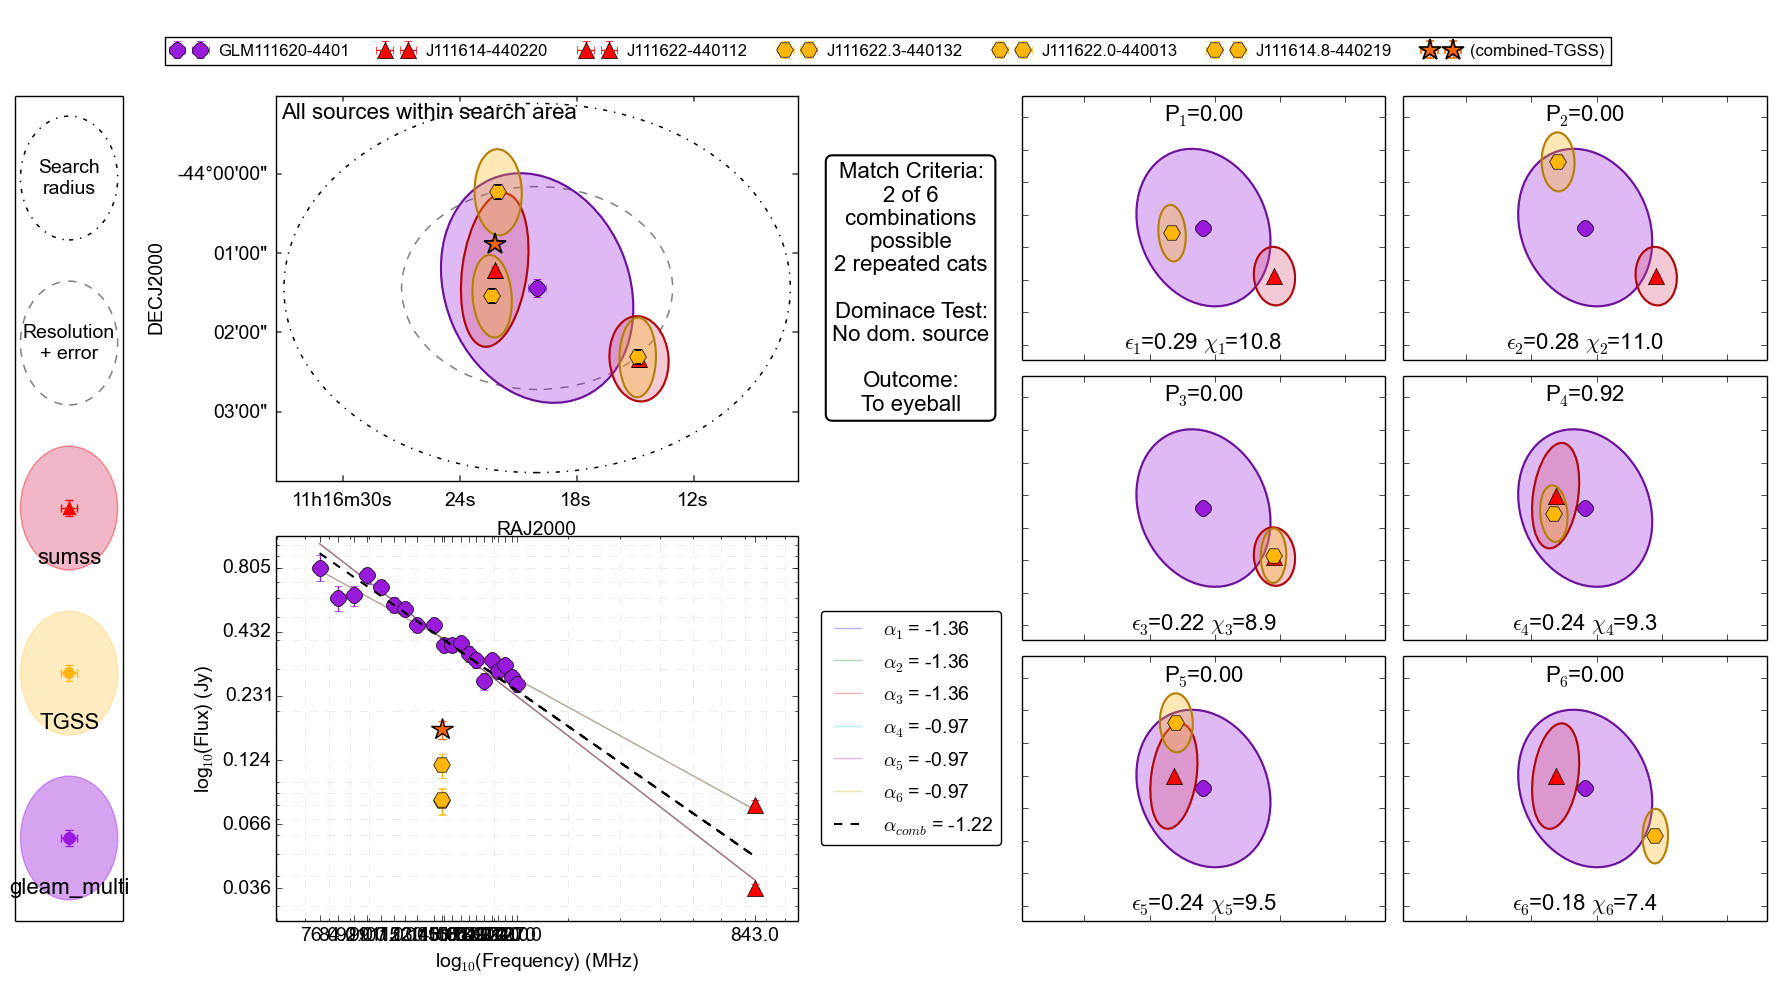 GLM111620-4401 J111614-440220 J111622-440112 J111622.3-440132 J111622.0-440013 J111614.8-440219 (combined-TGSS)
Search
radius
Resolution
+ error
sumss
TGSS
gleam_multi
All sources within search area
-44°00'00"
01'00"
02'00"
03'00"
DECJ2000
11h16m30s 24s 18s 12s
RAJ2000
Match Criteria:
2 of 6
combinations
possible
2 repeated cats
Dominace Test:
No dom. source
Outcome:
To eyeball
0.805
0.432
0.231
0.124
0.066
0.036
log10(Flux) (Jy)
843.0
log10(Frequency) (MHz)
α1 = -1.36
α2 = -1.36
α3 = -1.36
α4 = -0.97
α5 = -0.97
α6 = -0.97
αcomb = -1.22
P1=0.00
ϵ1=0.29 χ1=10.8
P2=0.00
ϵ2=0.28 χ2=11.0
P3=0.00
ϵ3=0.22 χ3=8.9
P4=0.92
ϵ4=0.24 χ4=9.3
P5=0.00
ϵ5=0.24 χ5=9.5
P6=0.00
ϵ6=0.18 χ6=7.4